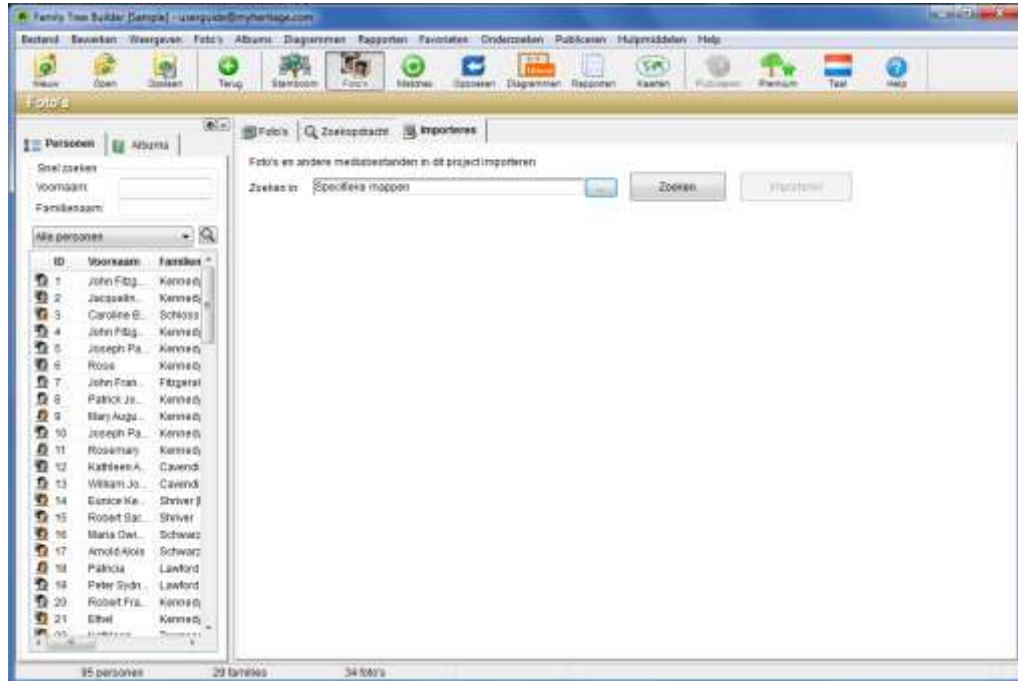 Family Tree Builder [Sample] - userguide@myheritage.com
Bestand Bewerken Weergeven Foto's Albums Diagrammen Rapporten Favorieten Onderzoeken Publiceren Hulpmiddelen Help
Nieuw Open Opslaan Terug Stamboom Foto's Matches Opzoeken Diagrammen Rapporten Kaarten Publiceren Premium Taal Help
Foto's
Personen Albums
Foto's Zoekopdracht Importeren
Snel zoeken
Voornaam:
Familienaam:
Foto's en andere mediabestanden in dit project importeren
Zoeken in Specifieke mappen ... Zoeken Importeren
Alle personen
ID Voornaam Familien
1 John Fitzg... Kennedy
2 Jacquelin... Kennedy
3 Caroline B... Schloss
4 John Fitzg... Kennedy
5 Joseph Pa... Kennedy
6 Rose Kennedy
7 John Fran... Fitzgeral
8 Patrick Jo... Kennedy
9 Mary Augu... Kennedy
10 Joseph Pa... Kennedy
11 Rosemary Kennedy
12 Kathleen A... Cavendi
13 William Jo... Cavendi
14 Eunice Ke... Shriver
15 Robert Sar... Shriver
16 Maria Owi... Schwarz
17 Arnold Alois Schwarz
18 Patricia Lawford
19 Peter Sydn... Lawford
20 Robert Fra... Kennedy
21 Ethel Kennedy
22 Kathleen
95 personen 29 families 34 foto's